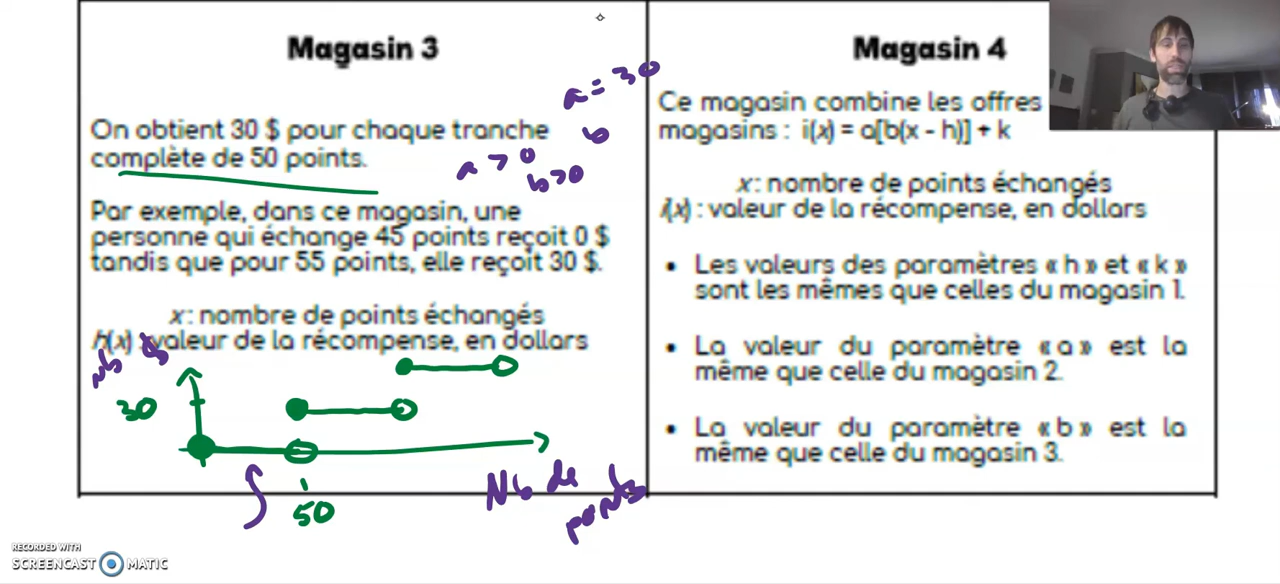 Magasin 3
On obtient 30 $ pour chaque tranche
complète de 50 points.
a = 30
b
a > 0
b > 0
Par exemple, dans ce magasin, une
personne qui échange 45 points reçoit 0 $
tandis que pour 55 points, elle reçoit 30 $.
x : nombre de points échangés
h(x) : valeur de la récompense, en dollars
Nb $
30
50
Nb de
points
Magasin 4
Ce magasin combine les offres
magasins : i(x) = a[b(x - h)] + k
x : nombre de points échangés
i(x) : valeur de la récompense, en dollars
• Les valeurs des paramètres « h » et « k »
sont les mêmes que celles du magasin 1.
• La valeur du paramètre « a » est la
même que celle du magasin 2.
• La valeur du paramètre « b » est la
même que celle du magasin 3.
RECORDED WITH
SCREENCAST MATIC